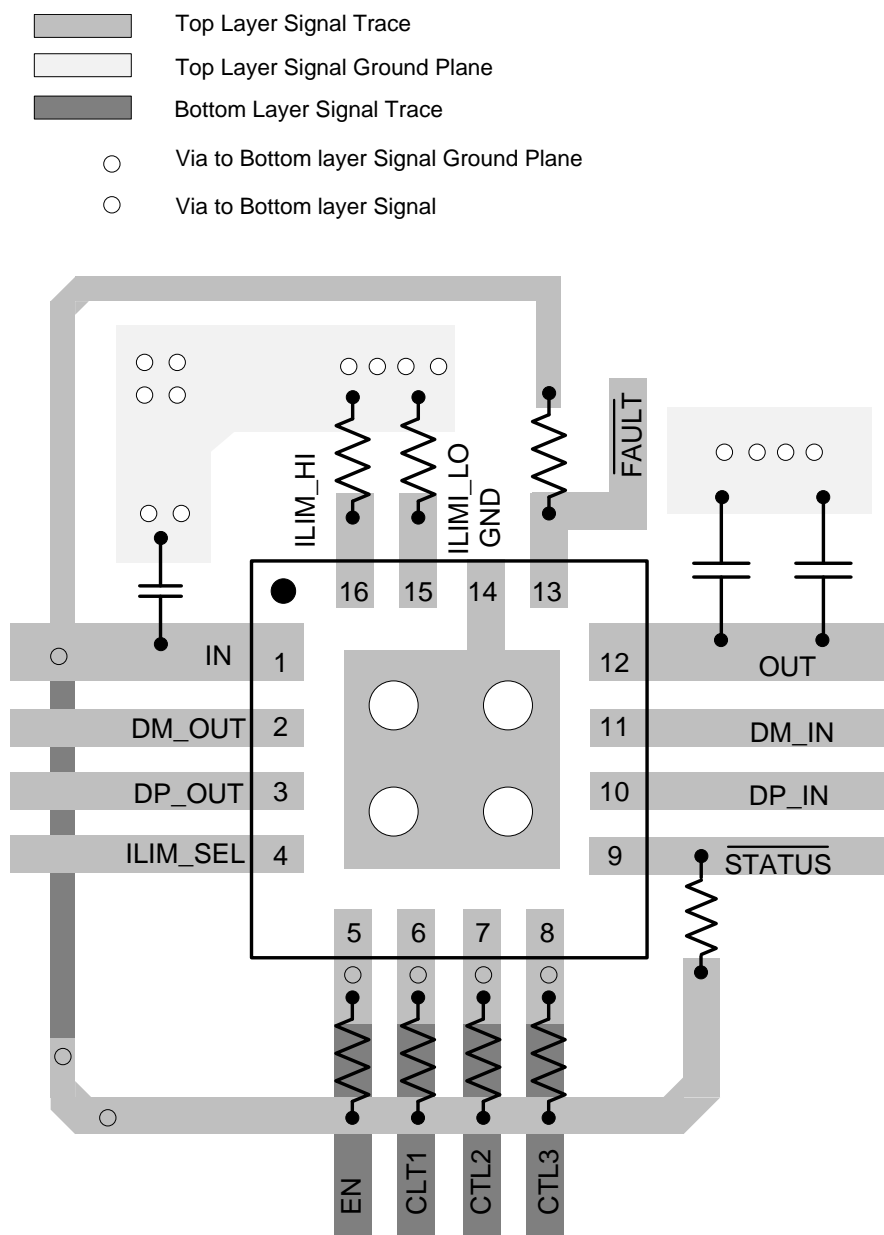 Top Layer Signal Trace
Top Layer Signal Ground Plane
Bottom Layer Signal Trace
Via to Bottom layer Signal Ground Plane
Via to Bottom layer Signal
ILIM_HI
ILIMI_LO
GND
FAULT
16
15
14
13
IN
1
12
OUT
DM_OUT
2
11
DM_IN
DP_OUT
3
10
DP_IN
ILIM_SEL
4
9
STATUS
5
6
7
8
EN
CLT1
CTL2
CTL3